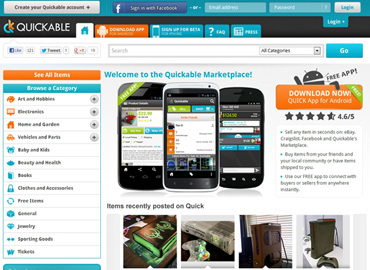 Create your Quickable account
Sign in with Facebook
- or -
Email address
Password
Login
QUICKABLE
DOWNLOAD APP
FOR ANDROID
SIGN UP FOR BETA
FOR IPHONE
FAQ
PRESS
Login
Like
Tweet
Search
All Categories
Go
See All Items
Browse a Category
Art and Hobbies
Electronics
Home and Garden
Vehicles and Parts
Baby and Kids
Beauty and Health
Books
Clothes and Accessories
Free Items
General
Jewelry
Sporting Goods
Tickets
Welcome to the Quickable Marketplace!
FREE APP!
DOWNLOAD NOW
QUICK App for Android
4.6/5
Sell any item in seconds on: eBay, Craigslist, Facebook and Quickable's Marketplace.
Buy items from your friends and your local community or have items shipped to you.
Use our FREE app to connect with buyers or sellers from anywhere instantly.
Items recently posted on Quick